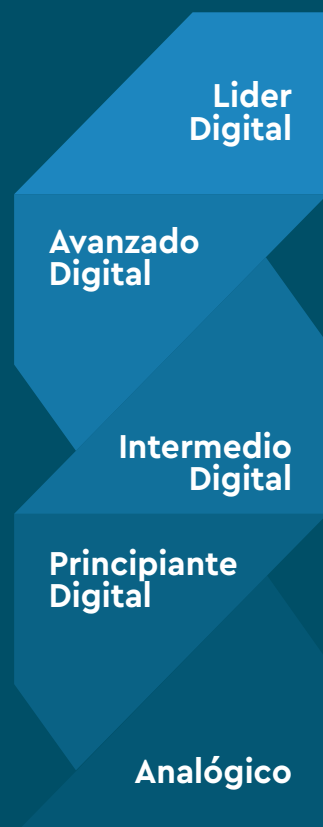 Lider
Digital
Avanzado
Digital
Intermedio
Digital
Principiante
Digital
Analógico